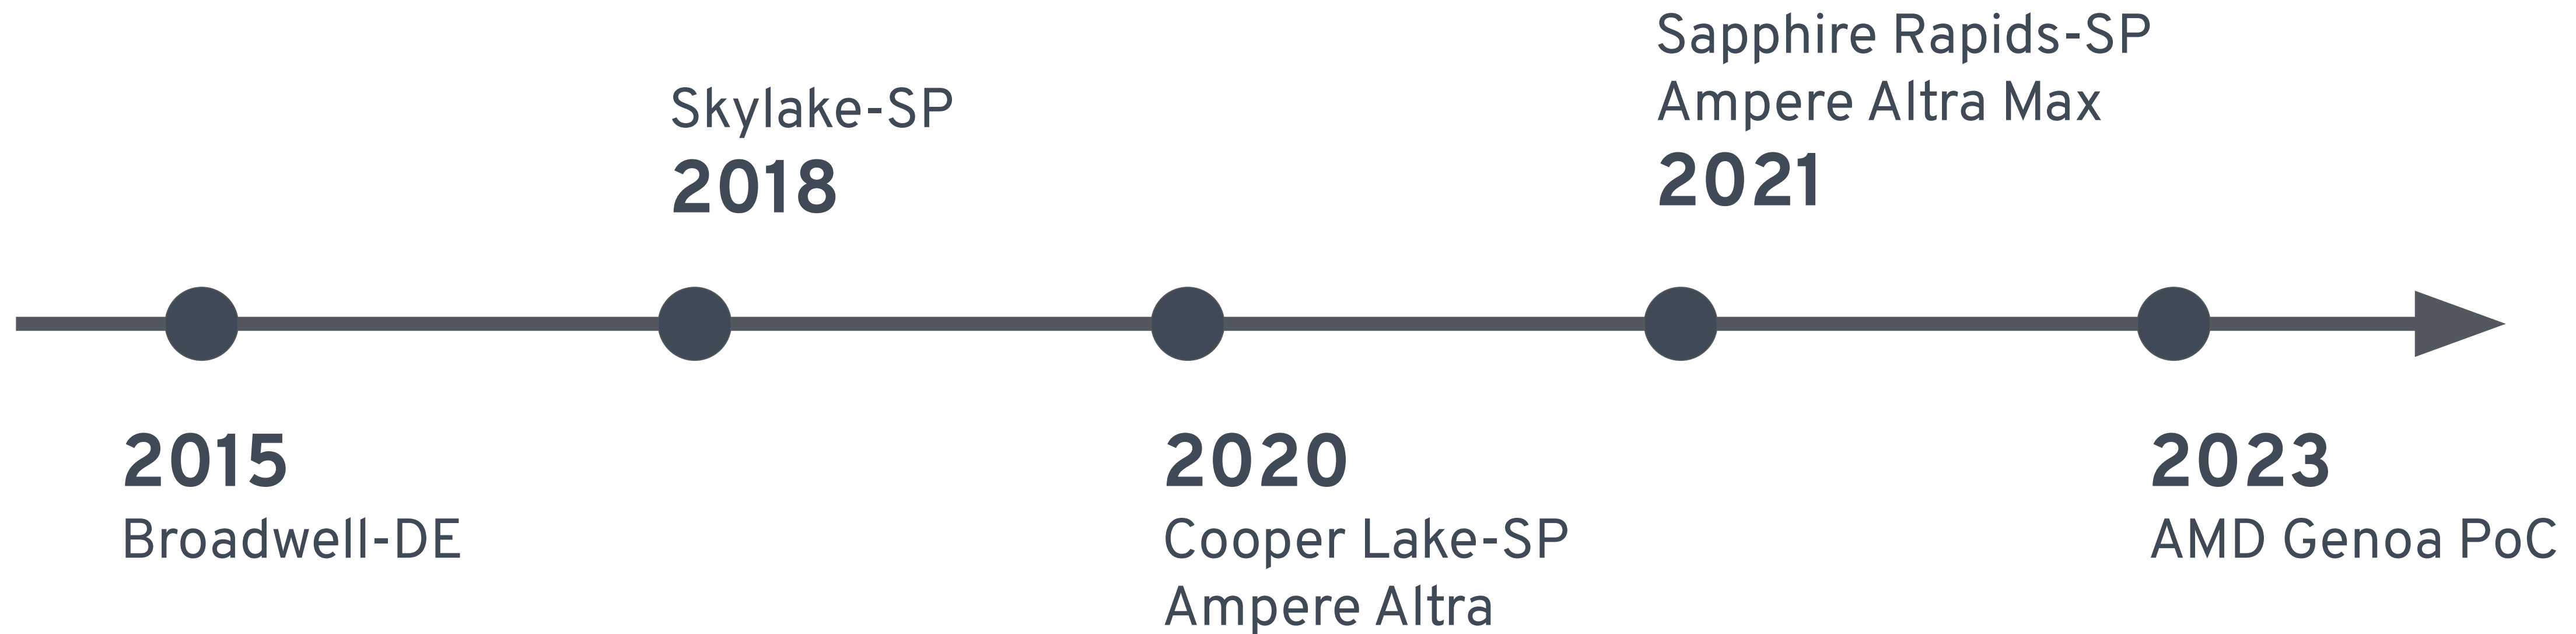 2015
Broadwell-DE
Skylake-SP
2018
2020
Cooper Lake-SP
Ampere Altra
Sapphire Rapids-SP
Ampere Altra Max
2021
2023
AMD Genoa PoC